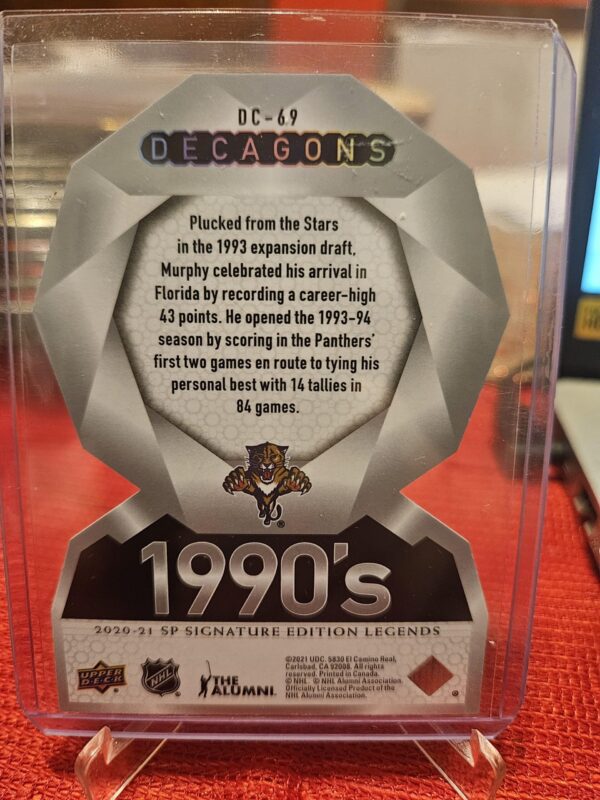 DC-69
DECAGONS
Plucked from the Stars
in the 1993 expansion draft,
Murphy celebrated his arrival in
Florida by recording a career-high
43 points. He opened the 1993-94
season by scoring in the Panthers'
first two games en route to tying his
personal best with 14 tallies in
84 games.
®
1990's
2020-21 SP SIGNATURE EDITION LEGENDS
UPPER
DECK
NHL
THE
ALUMNI
©2021 UDC. 5830 El Camino Real,
Carlsbad, CA 92008. All rights
reserved. Printed in Canada.
© NHL. © NHL Alumni Association.
Officially Licensed Product of the
NHL Alumni Association.